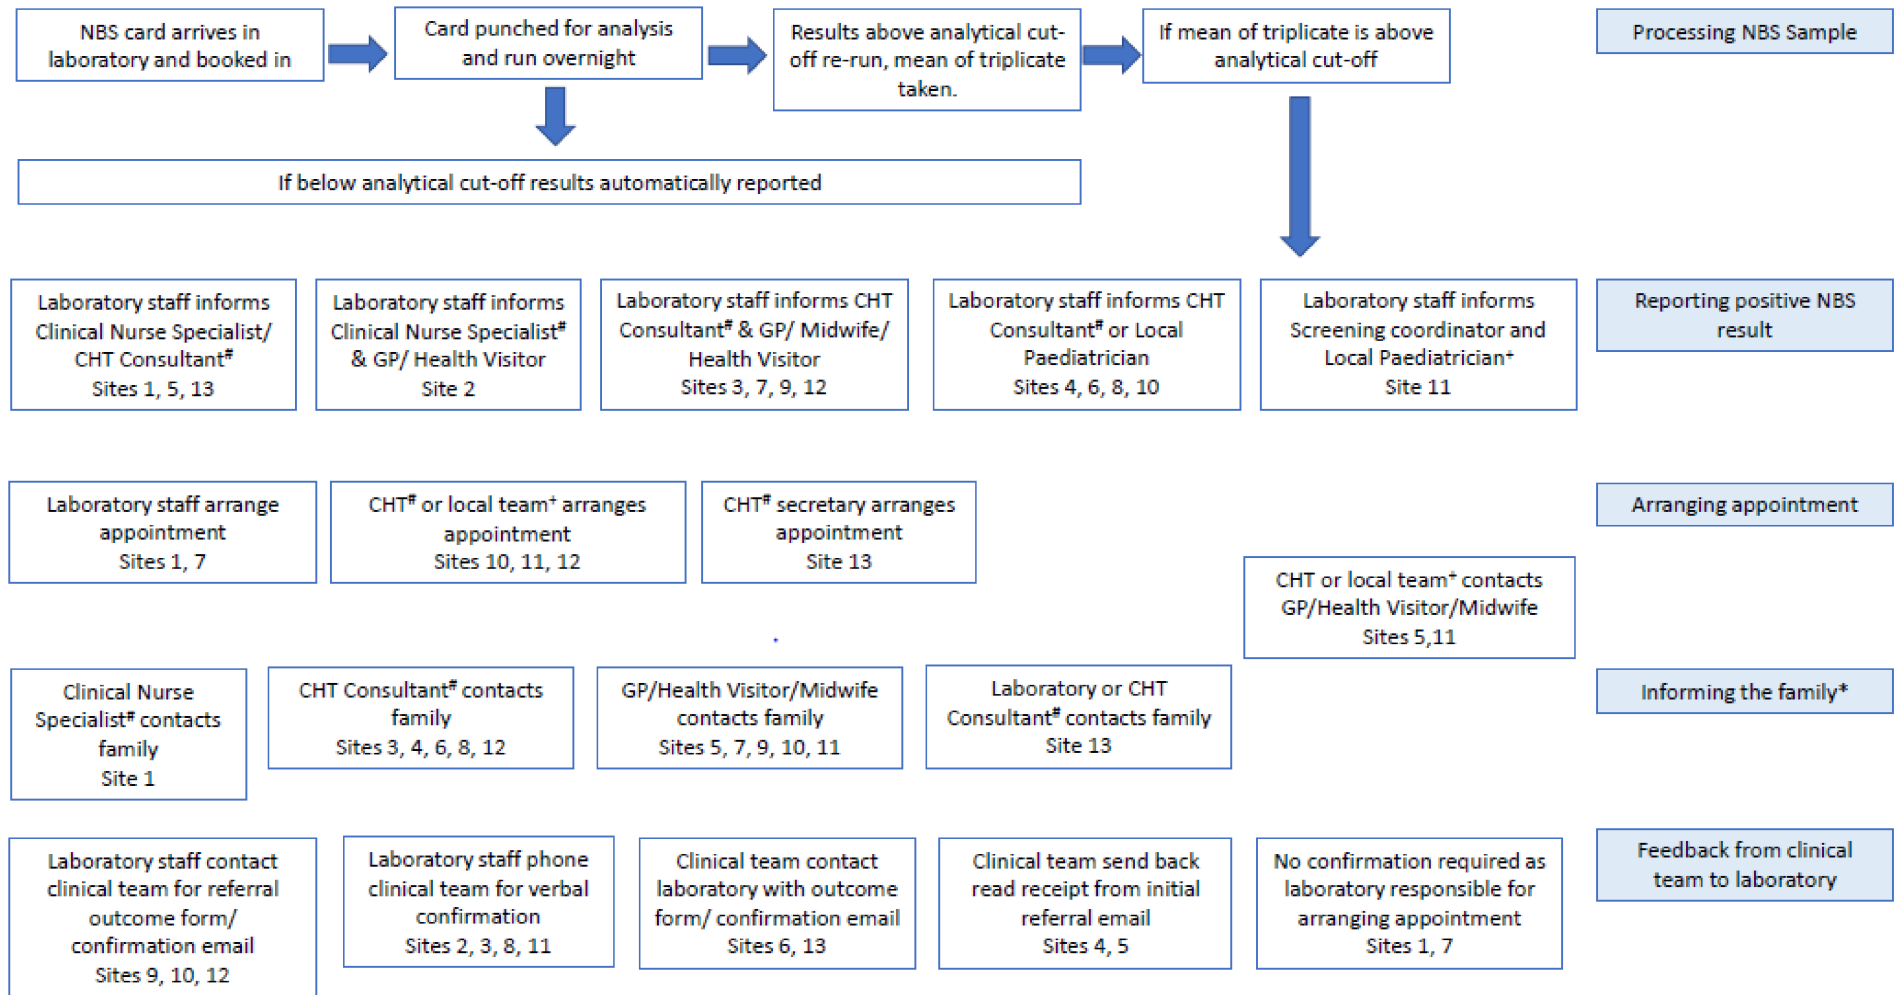 NBS card arrives in
laboratory and booked in
Card punched for analysis
and run overnight
Results above analytical cut-
off re-run, mean of triplicate
taken.
If mean of triplicate is above
analytical cut-off
Processing NBS Sample
If below analytical cut-off results automatically reported
Laboratory staff informs
Clinical Nurse Specialist/
CHT Consultant#
Sites 1, 5, 13
Laboratory staff informs
Clinical Nurse Specialist#
& GP/ Health Visitor
Site 2
Laboratory staff informs CHT
Consultant# & GP/ Midwife/
Health Visitor
Sites 3, 7, 9, 12
Laboratory staff informs CHT
Consultant# or Local
Paediatrician
Sites 4, 6, 8, 10
Laboratory staff informs
Screening coordinator and
Local Paediatrician+
Site 11
Reporting positive NBS
result
Laboratory staff arrange
appointment
Sites 1, 7
CHT# or local team+ arranges
appointment
Sites 10, 11, 12
CHT# secretary arranges
appointment
Site 13
Arranging appointment
CHT or local team+ contacts
GP/Health Visitor/Midwife
Sites 5,11
Clinical Nurse
Specialist# contacts
family
Site 1
CHT Consultant# contacts
family
Sites 3, 4, 6, 8, 12
GP/Health Visitor/Midwife
contacts family
Sites 5, 7, 9, 10, 11
Laboratory or CHT
Consultant# contacts family
Site 13
Informing the family*
Laboratory staff contact
clinical team for referral
outcome form/
confirmation email
Sites 9, 10, 12
Laboratory staff phone
clinical team for verbal
confirmation
Sites 2, 3, 8, 11
Clinical team contact
laboratory with outcome
form/ confirmation email
Sites 6, 13
Clinical team send back
read receipt from initial
referral email
Sites 4, 5
No confirmation required as
laboratory responsible for
arranging appointment
Sites 1, 7
Feedback from clinical
team to laboratory